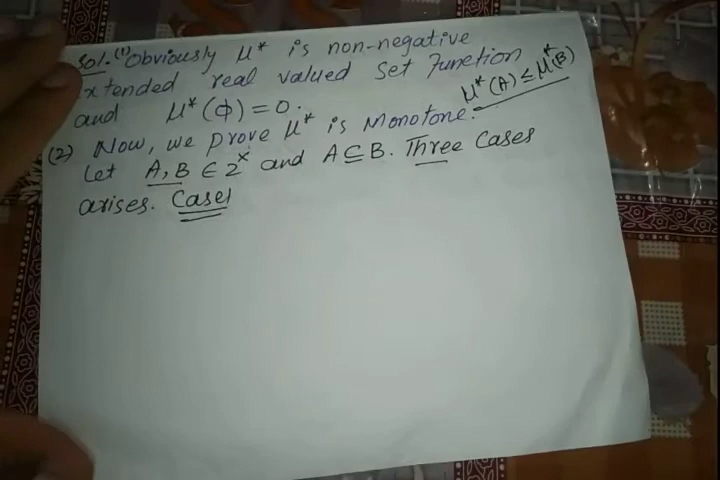 Sol. (1) Obviously μ* is non-negative
extended real valued set function
and μ*(φ) = 0.
(2) Now, we prove μ* is Monotone. μ*(A) ≤ μ*(B)
Let A, B ∈ 2^x and A ⊆ B. Three Cases
arises. Case1